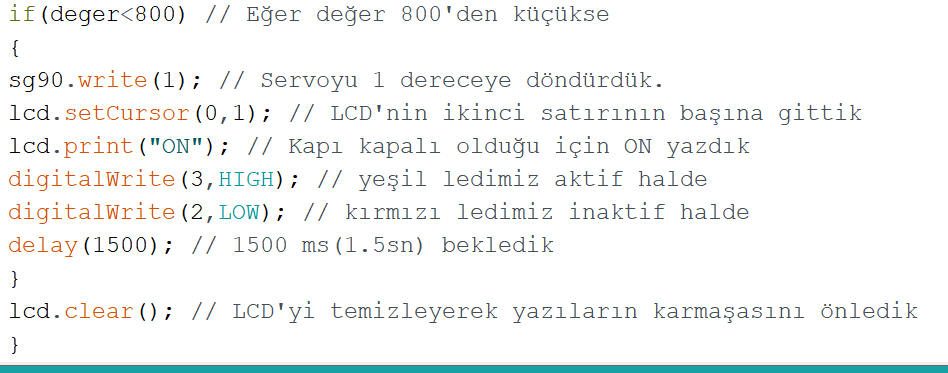 if(deger<800) // Eğer değer 800'den küçükse
{
sg90.write(1); // Servoyu 1 dereceye döndürdük.
lcd.setCursor(0,1); // LCD'nin ikinci satırının başına gittik
lcd.print("ON"); // Kapı kapalı olduğu için ON yazdık
digitalWrite(3,HIGH); // yeşil ledimiz aktif halde
digitalWrite(2,LOW); // kırmızı ledimiz inaktif halde
delay(1500); // 1500 ms(1.5sn) bekledik
}
lcd.clear(); // LCD'yi temizleyerek yazıların karmaşasını önledik
}